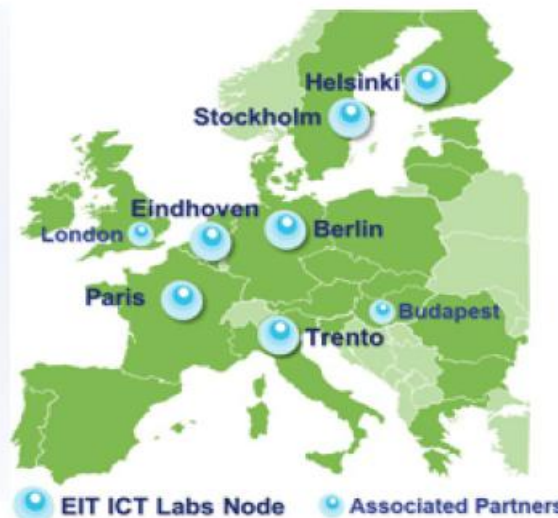 Helsinki
Stockholm
Eindhoven
London
Berlin
Paris
Budapest
Trento
EIT ICT Labs Node
Associated Partners